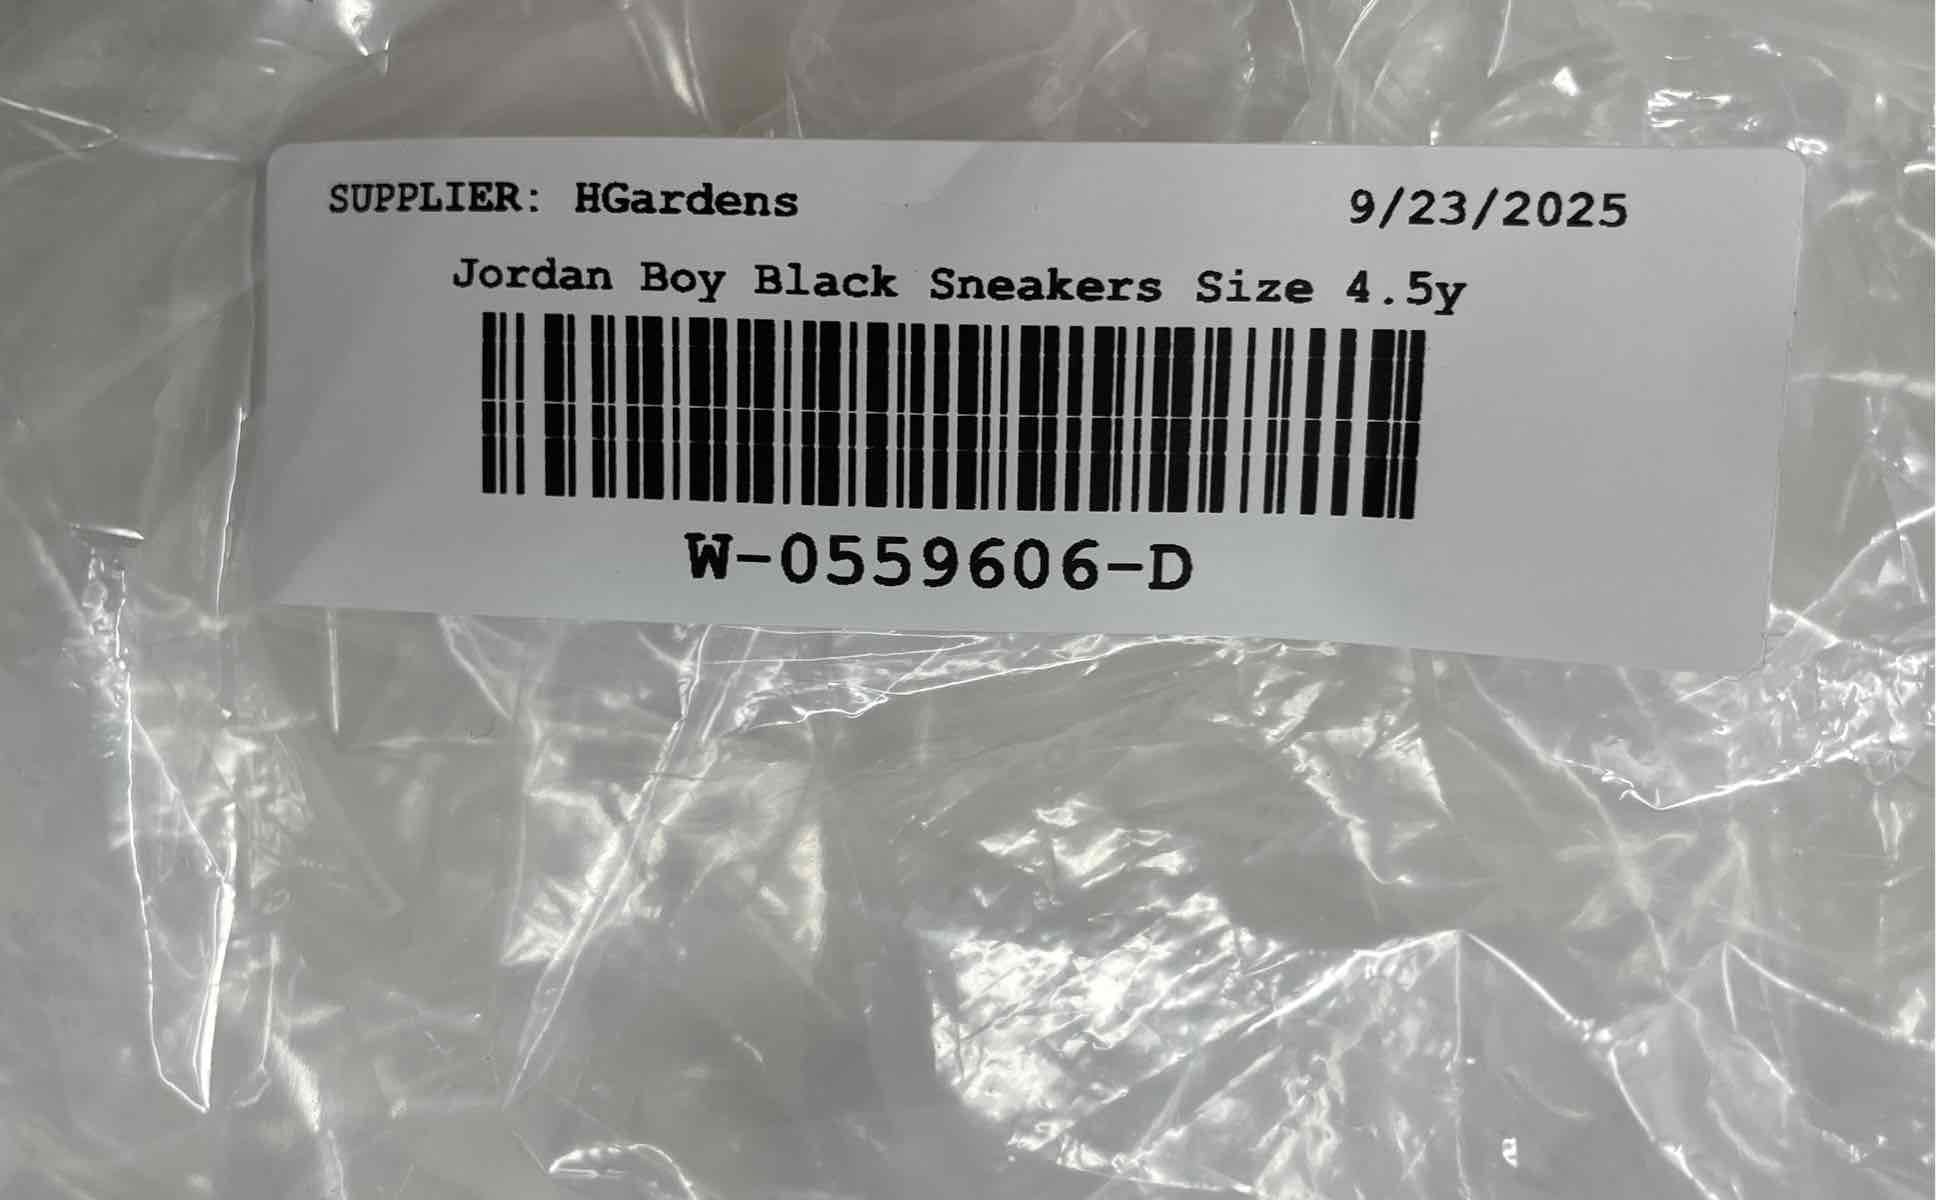 SUPPLIER: HGardens 9/23/2025
Jordan Boy Black Sneakers Size 4.5y
W-0559606-D